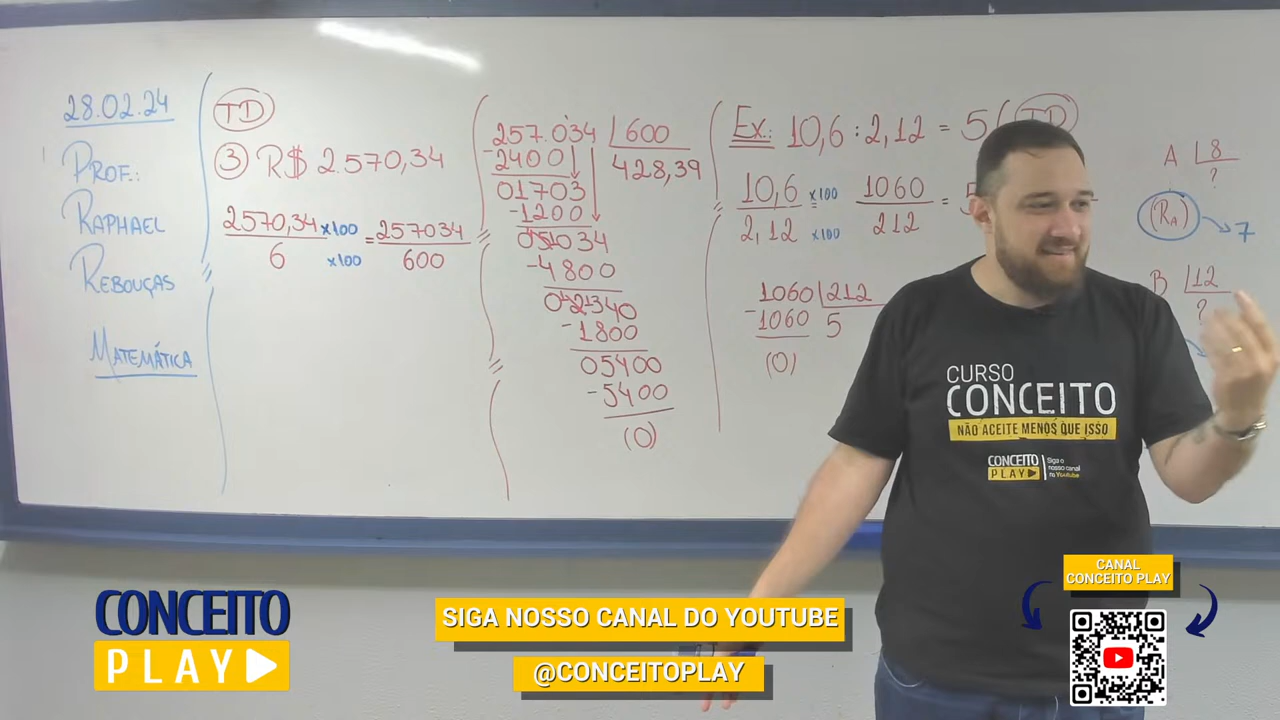 28.02.24
PROF.:
RAPHAEL
REBOUÇAS
MATEMÁTICA
TD
3 R$ 2.570,34
2570,34 x100 = 257034
6 x100 600
257.034 600
-2400 428,39
01703
-1200
051034
-4800
0421340
-1800
05400
-5400
(0)
Ex.: 10,6 : 2,12 = 5 (TD
10,6 x100 1060 = 5
2,12 x100 212
1060 212
-1060 5
(0)
A 8
?
(RA) 7
B 12
?
CURSO
CONCEITO
NÃO ACEITE MENOS QUE ISSO
CONCEITO
PLAY
Siga o
nosso canal
no Youtube
CONCEITO
PLAY
SIGA NOSSO CANAL DO YOUTUBE
@CONCEITOPLAY
CANAL
CONCEITO PLAY